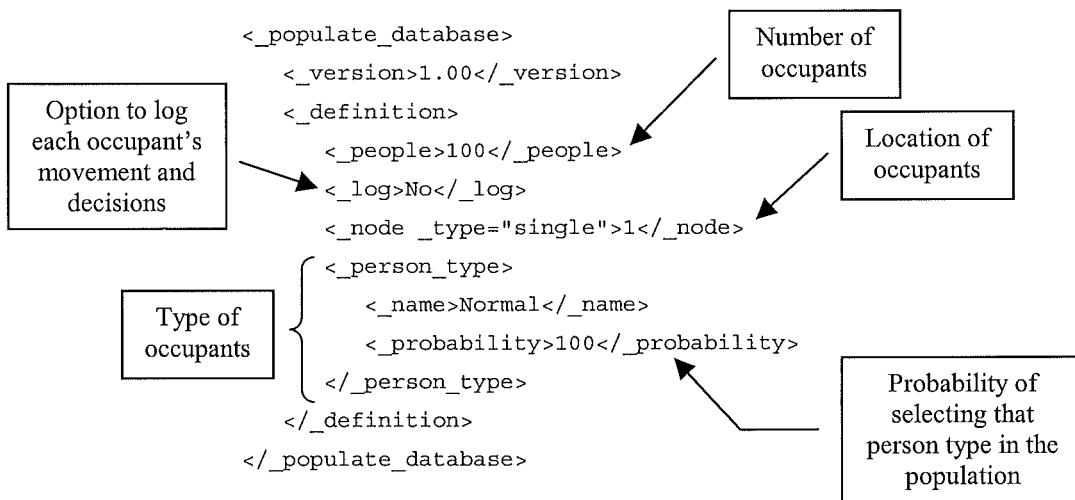 <_populate_database>
<_version>1.00</_version>
<_definition>
<_people>100</_people>
<_log>No</_log>
<_node _type="single">1</_node>
<_person_type>
<_name>Normal</_name>
<_probability>100</_probability>
</_person_type>
</_definition>
</_populate_database>
Number of
occupants
Option to log
each occupant's
movement and
decisions
Location of
occupants
Type of
occupants
Probability of
selecting that
person type in the
population